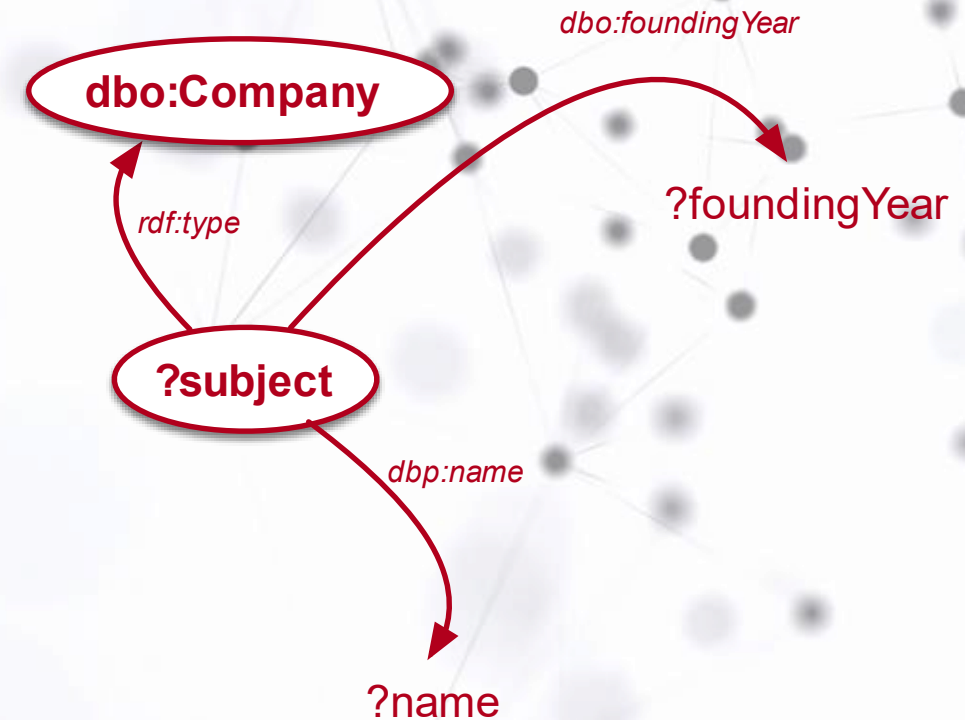 dbo:foundingYear
dbo:Company
rdf:type
?foundingYear
?subject
dbp:name
?name